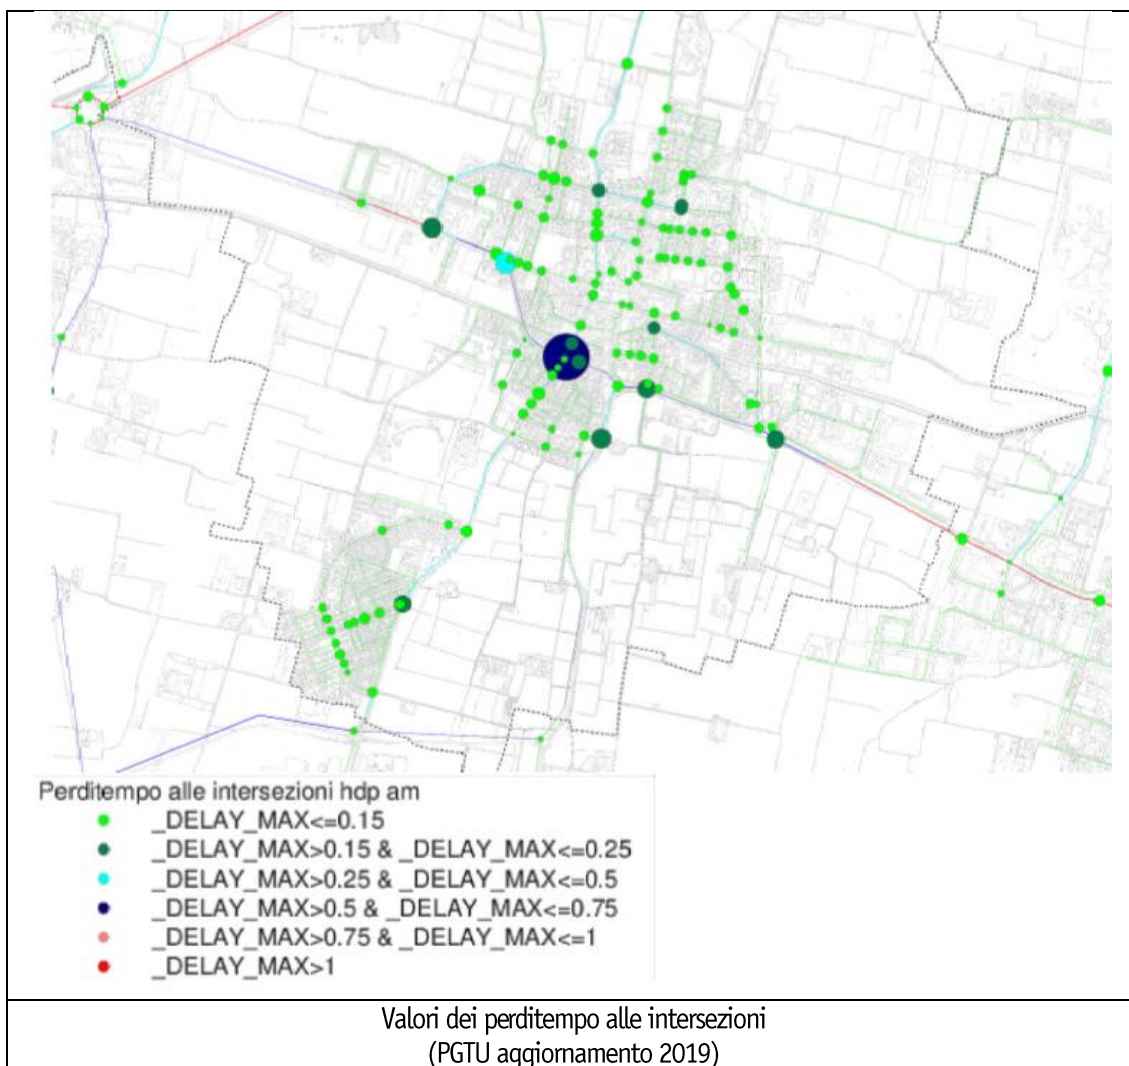 Perditempo alle intersezioni hdp am
_DELAY_MAX<=0.15
_DELAY_MAX>0.15 & _DELAY_MAX<=0.25
_DELAY_MAX>0.25 & _DELAY_MAX<=0.5
_DELAY_MAX>0.5 & _DELAY_MAX<=0.75
_DELAY_MAX>0.75 & _DELAY_MAX<=1
_DELAY_MAX>1
Valori dei perditempo alle intersezioni
(PGTU aggiornamento 2019)